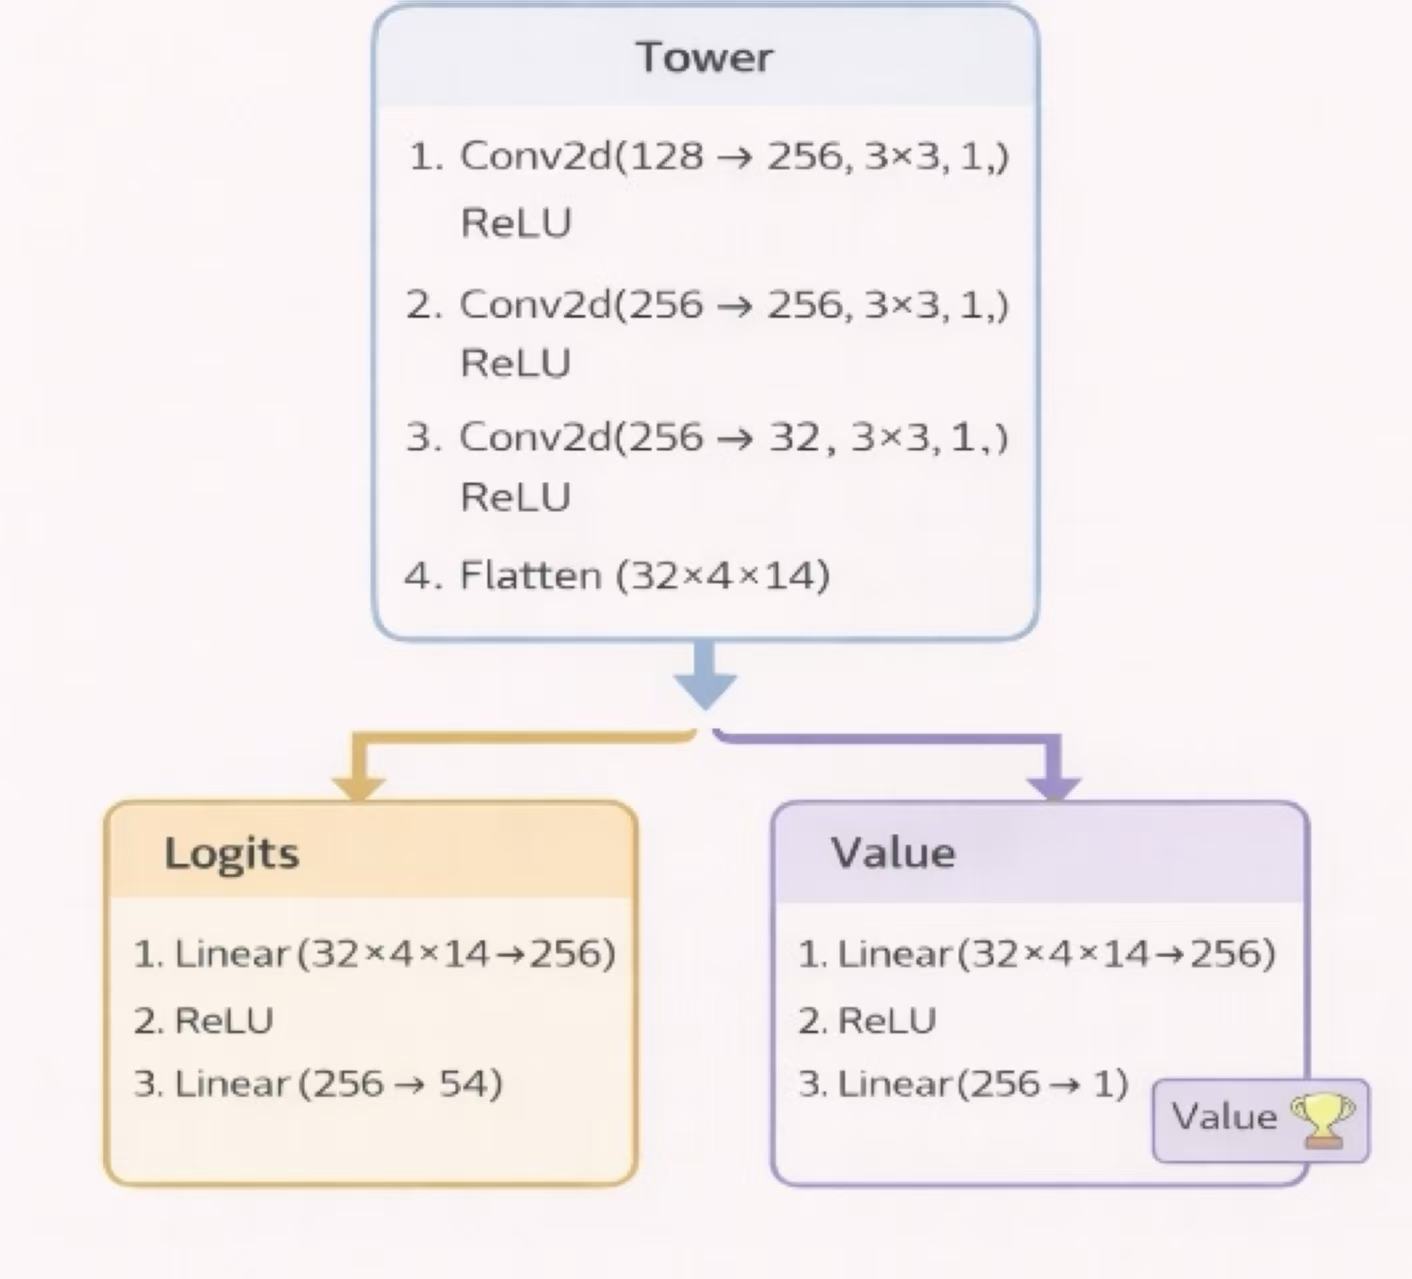 Tower
1. Conv2d(128 → 256, 3×3, 1,)
ReLU
2. Conv2d(256 → 256, 3×3, 1,)
ReLU
3. Conv2d(256 → 32, 3×3, 1,)
ReLU
4. Flatten (32×4×14)
Logits
1. Linear(32×4×14→256)
2. ReLU
3. Linear(256 → 54)
Value
1. Linear(32×4×14→256)
2. ReLU
3. Linear(256 → 1)
Value